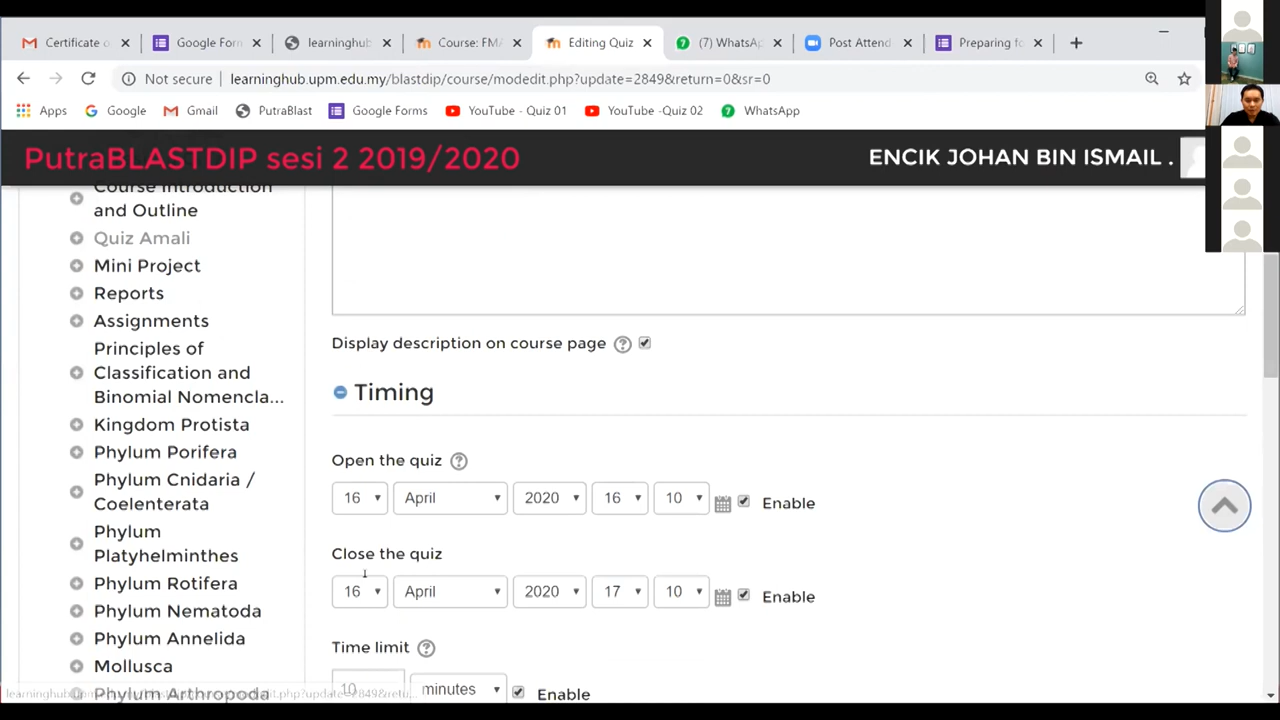 Certificate o
Google For
learninghub
Course: FMA
Editing Quiz
(7) WhatsA
Post Attend
Preparing fo
Not secure
learninghub.upm.edu.my/blastdip/course/modedit.php?update=2849&return=0&sr=0
Apps
Google
Gmail
PutraBlast
Google Forms
YouTube - Quiz 01
YouTube -Quiz 02
WhatsApp
PutraBLASTDIP sesi 2 2019/2020
ENCIK JOHAN BIN ISMAIL .
Course Introduction
and Outline
Quiz Amali
Mini Project
Reports
Assignments
Principles of
Classification and
Binomial Nomencla...
Kingdom Protista
Phylum Porifera
Phylum Cnidaria /
Coelenterata
Phylum
Platyhelminthes
Phylum Rotifera
Phylum Nematoda
Phylum Annelida
Mollusca
Phylum Arthropoda
Display description on course page
Timing
Open the quiz
16 April 2020 16 10 Enable
Close the quiz
16 April 2020 17 10 Enable
Time limit
10 minutes Enable